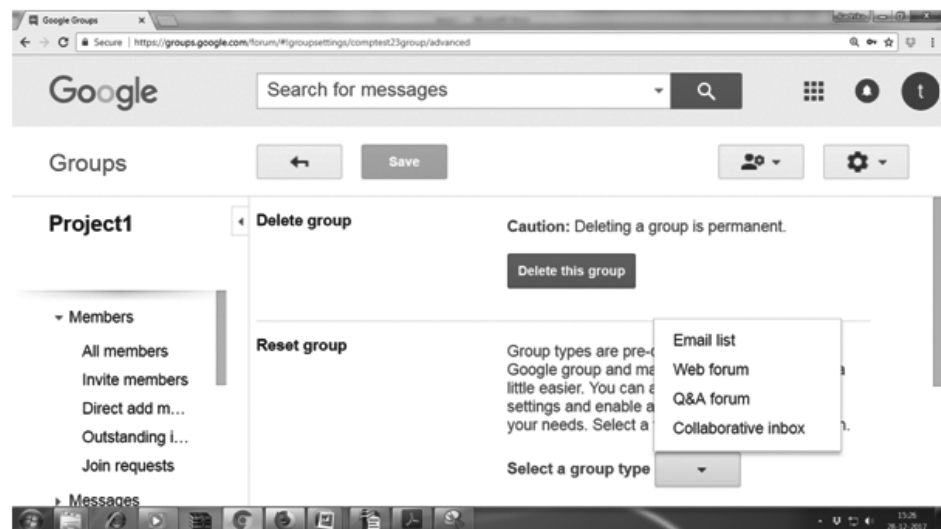 Google Groups
Secure | https://groups.google.com/forum/#!groupsettings/comptest23group/advanced
Google
Search for messages
t
Groups
Save
Project1
Delete group
Caution: Deleting a group is permanent.
Delete this group
Members
All members
Invite members
Direct add m...
Outstanding i...
Join requests
Messages
Reset group
Group types are pre-
Google group and
little easier. You can
settings and enable
your needs. Select a
Email list
Web forum
Q&A forum
Collaborative inbox
Select a group type
15:26
26-12-2017